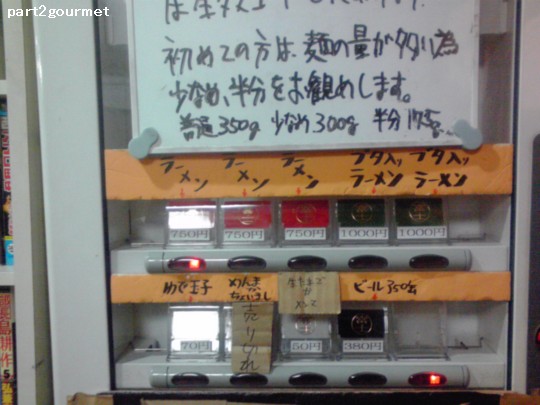 part2gourmet
初めての方は、麺の量が多い為
少なめ、半分をお勧めします。
普通350g 少なめ300g 半分175g
ラーメン ラーメン ラーメン ブタ入りラーメン ブタ入りラーメン
750円 750円 750円 1000円 1000円
ゆで玉子 ビール350缶
売りきれ
70円 50円 380円